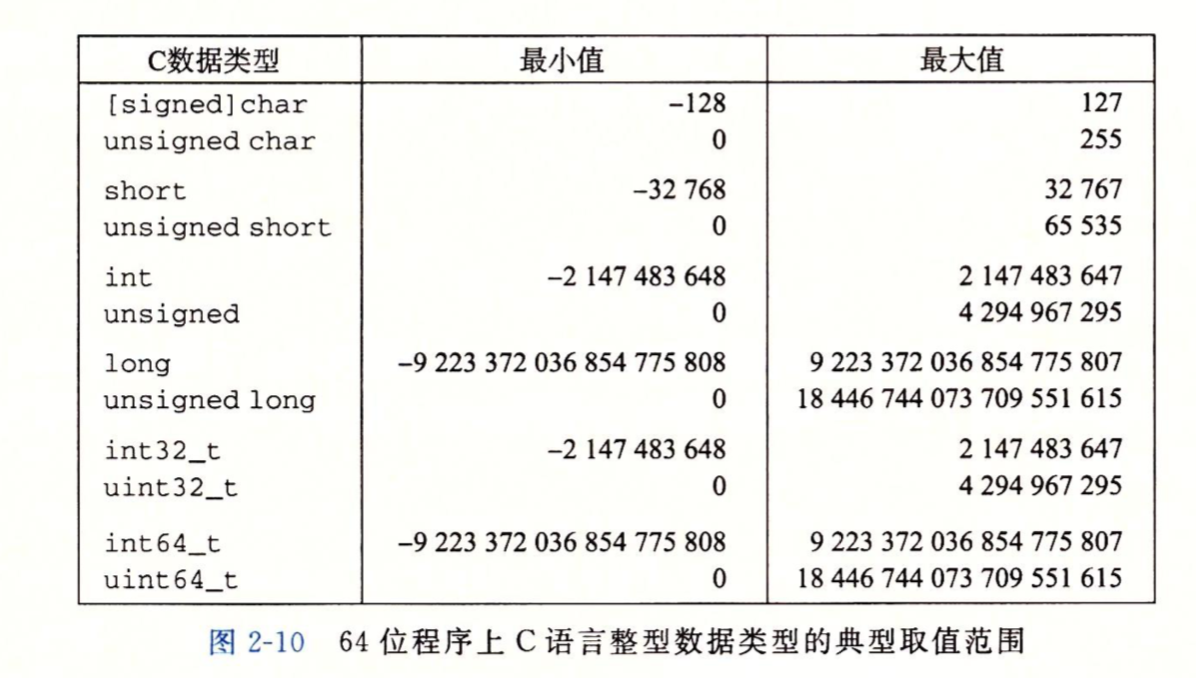 C数据类型 最小值 最大值
[signed]char –128 127
unsigned char 0 255
short –32 768 32 767
unsigned short 0 65 535
int –2 147 483 648 2 147 483 647
unsigned 0 4 294 967 295
long –9 223 372 036 854 775 808 9 223 372 036 854 775 807
unsigned long 0 18 446 744 073 709 551 615
int32_t –2 147 483 648 2 147 483 647
uint32_t 0 4 294 967 295
int64_t –9 223 372 036 854 775 808 9 223 372 036 854 775 807
uint64_t 0 18 446 744 073 709 551 615
图 2-10 64 位程序上 C 语言整型数据类型的典型取值范围